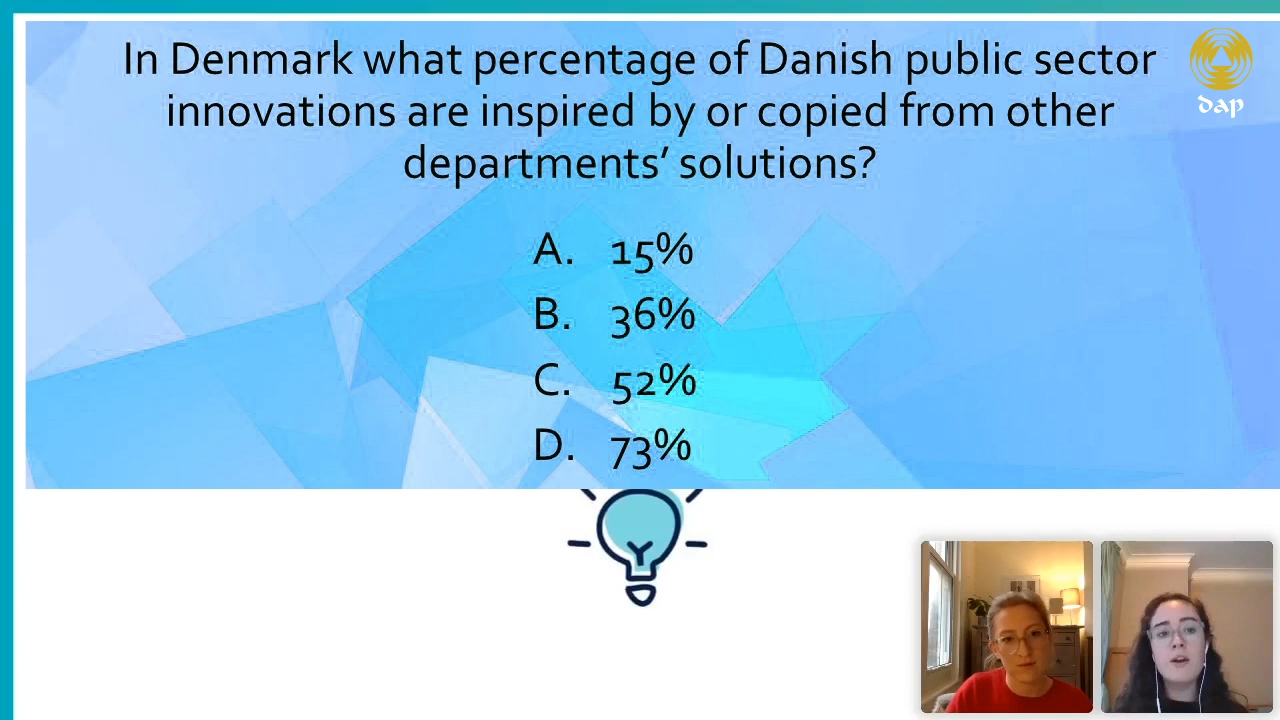 In Denmark what percentage of Danish public sector
innovations are inspired by or copied from other
departments’ solutions?
dap
A. 15%
B. 36%
C. 52%
D. 73%